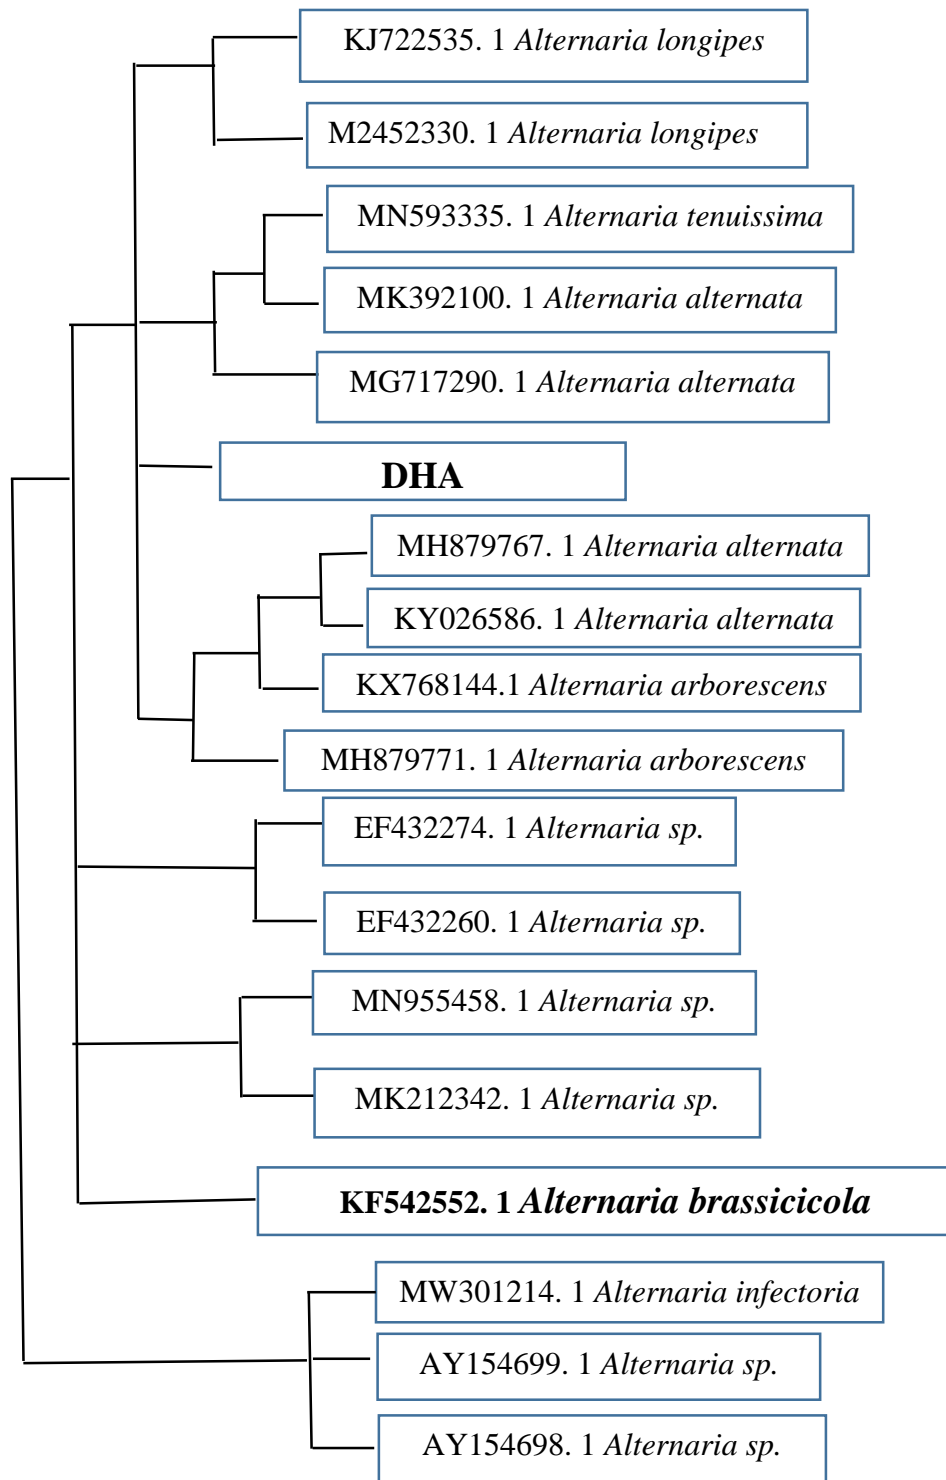 KJ722535. 1 Alternaria longipes
M2452330. 1 Alternaria longipes
MN593335. 1 Alternaria tenuissima
MK392100. 1 Alternaria alternata
MG717290. 1 Alternaria alternata
DHA
MH879767. 1 Alternaria alternata
KY026586. 1 Alternaria alternata
KX768144.1 Alternaria arborescens
MH879771. 1 Alternaria arborescens
EF432274. 1 Alternaria sp.
EF432260. 1 Alternaria sp.
MN955458. 1 Alternaria sp.
MK212342. 1 Alternaria sp.
KF542552. 1 Alternaria brassicicola
MW301214. 1 Alternaria infectoria
AY154699. 1 Alternaria sp.
AY154698. 1 Alternaria sp.